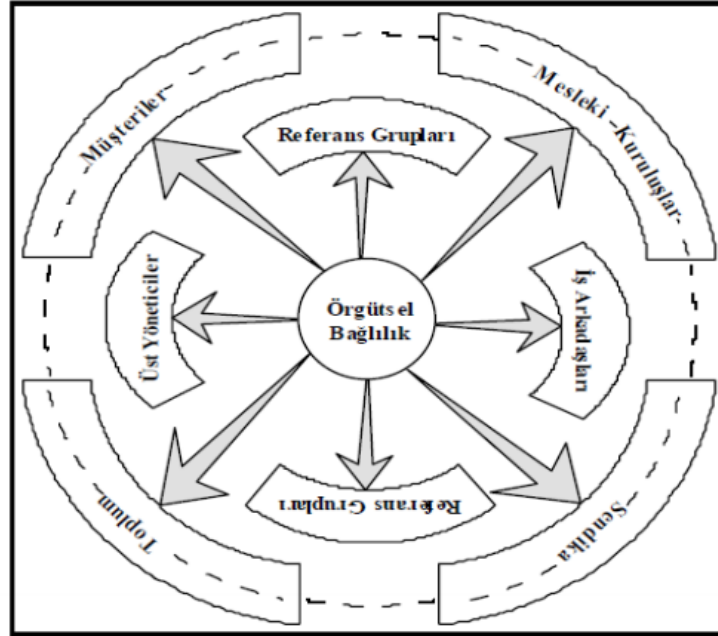 Müşteriler
Mesleki –Kuruluşlar
Referans Grupları
Üst Yöneticiler
Örgütsel
Bağlılık
İş Arkadaşları
Referans Grupları
Toplum
Sendika